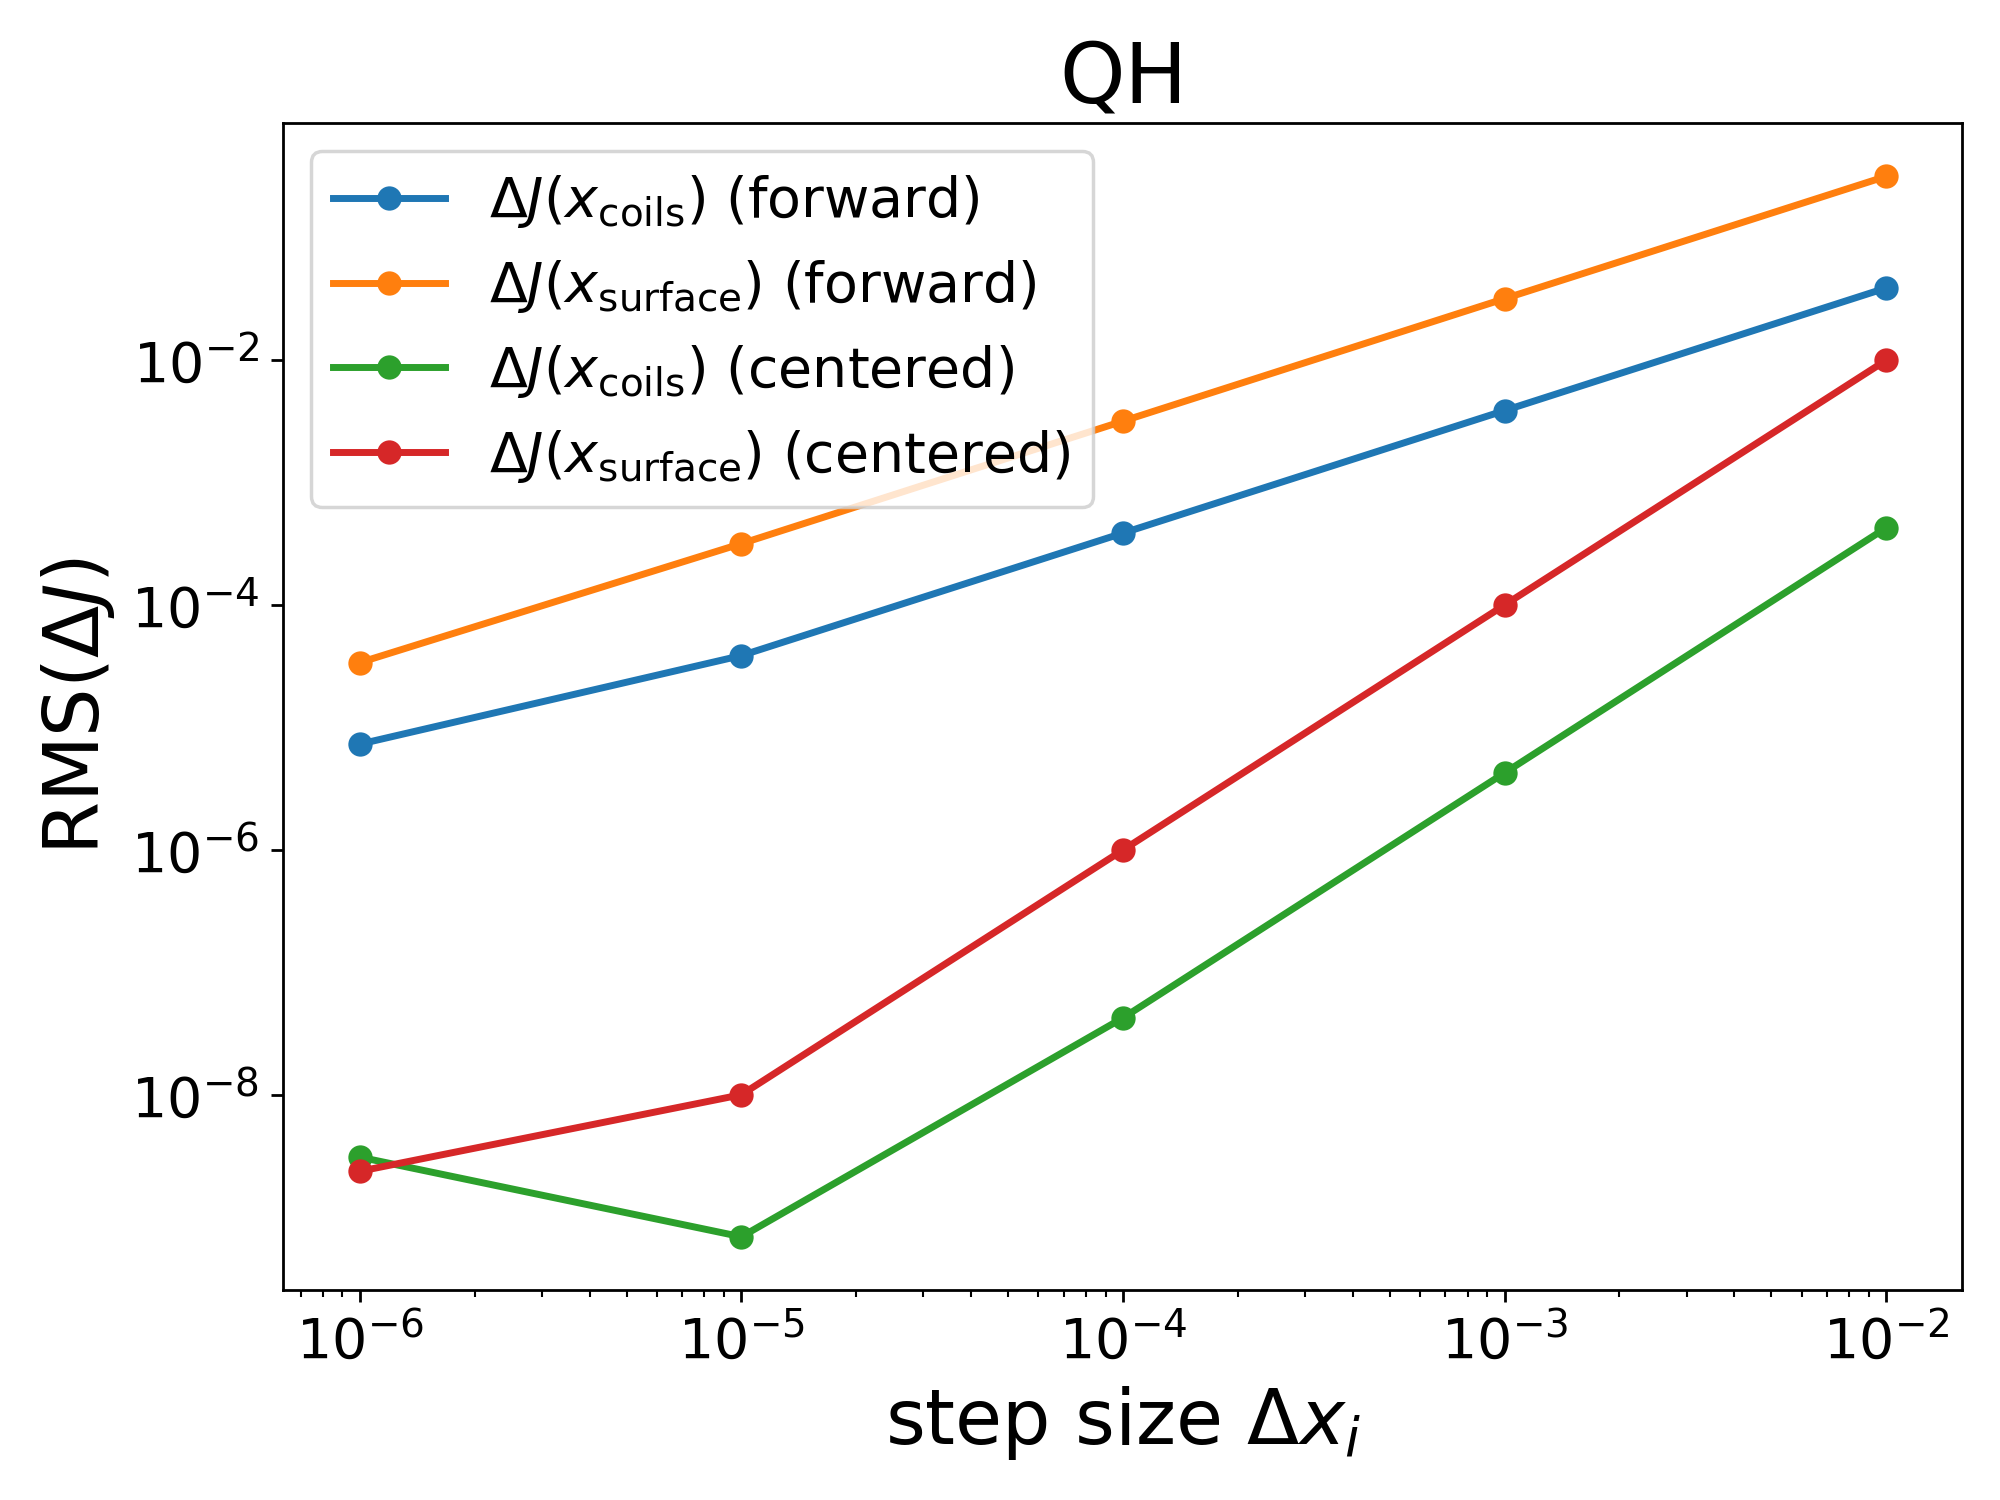 QH
ΔJ(x_coils) (forward)
ΔJ(x_surface) (forward)
ΔJ(x_coils) (centered)
ΔJ(x_surface) (centered)
RMS(ΔJ)
10⁻²
10⁻⁴
10⁻⁶
10⁻⁸
10⁻⁶ 10⁻⁵ 10⁻⁴ 10⁻³ 10⁻²
step size Δx_i